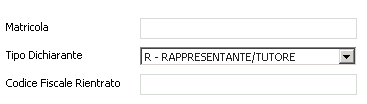 Matricola
Tipo Dichiarante R - RAPPRESENTANTE/TUTORE
Codice Fiscale Rientrato